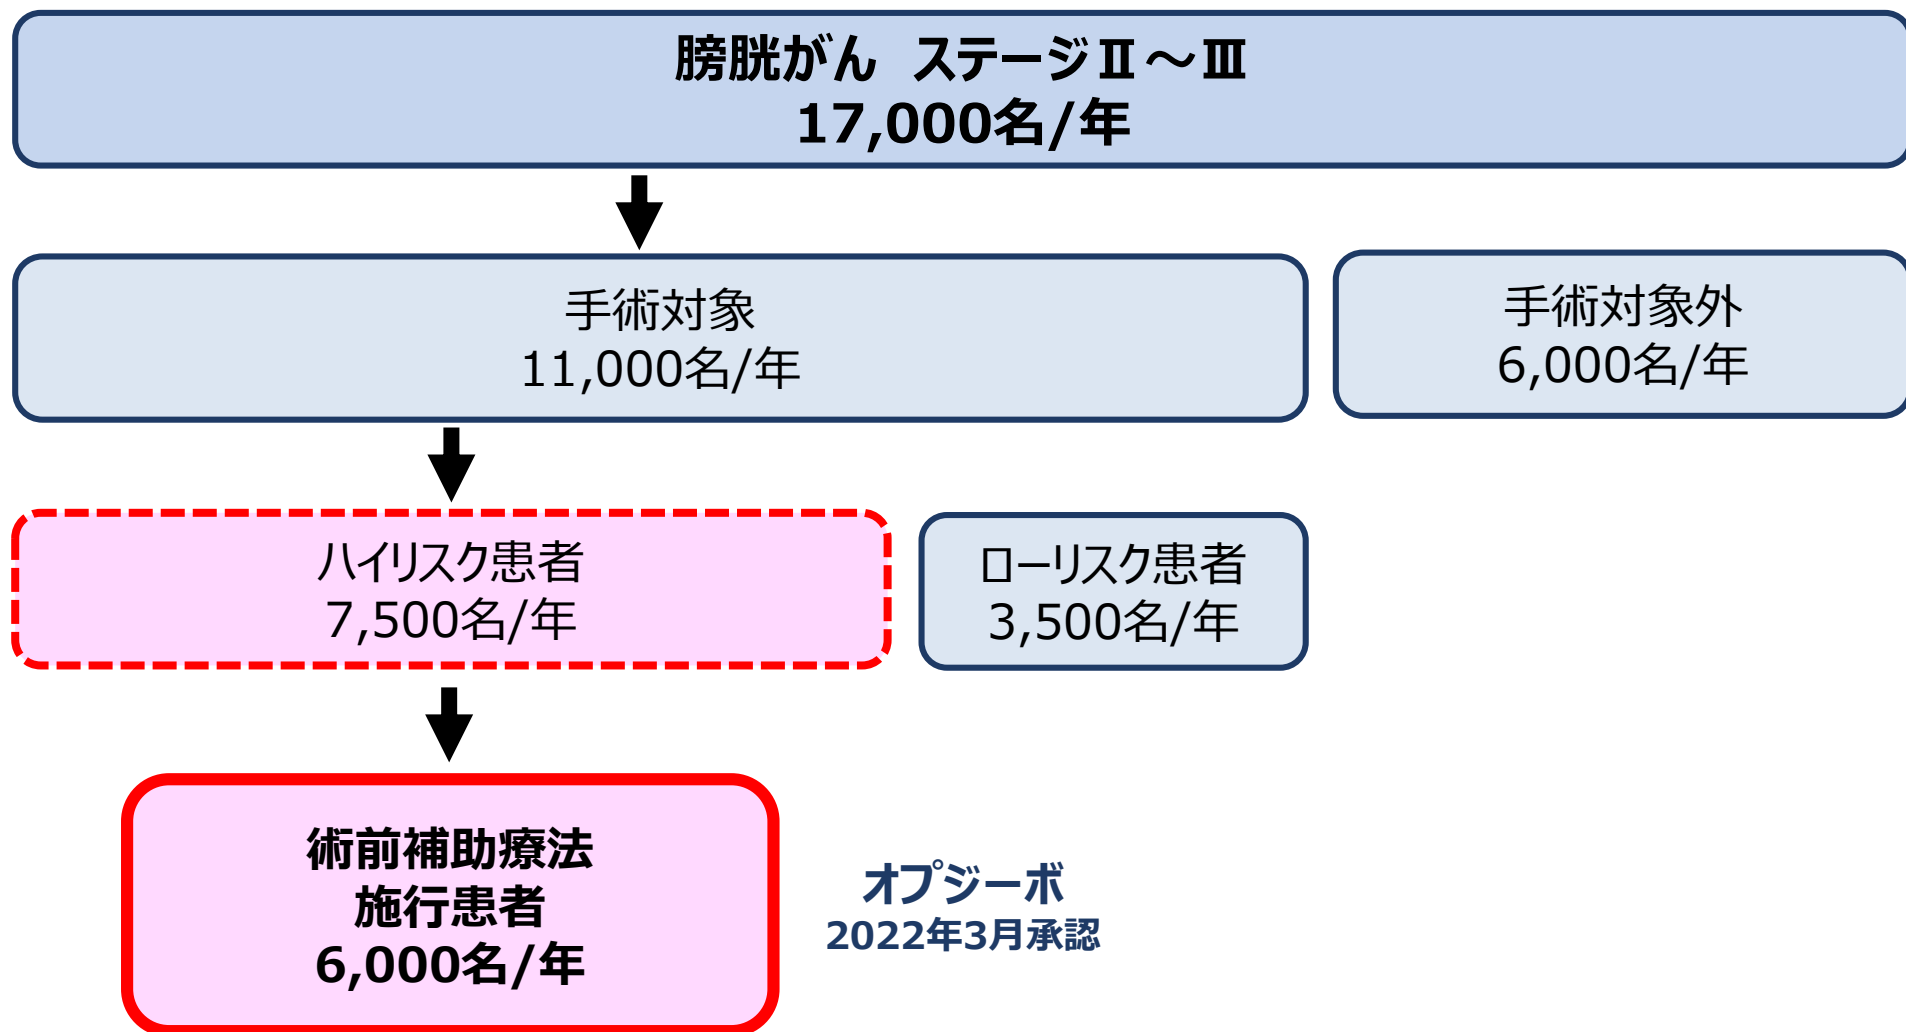 膀胱がん ステージⅡ～Ⅲ
17,000名/年
手術対象
11,000名/年
手術対象外
6,000名/年
ハイリスク患者
7,500名/年
ローリスク患者
3,500名/年
術前補助療法
施行患者
6,000名/年
オプジーボ
2022年3月承認